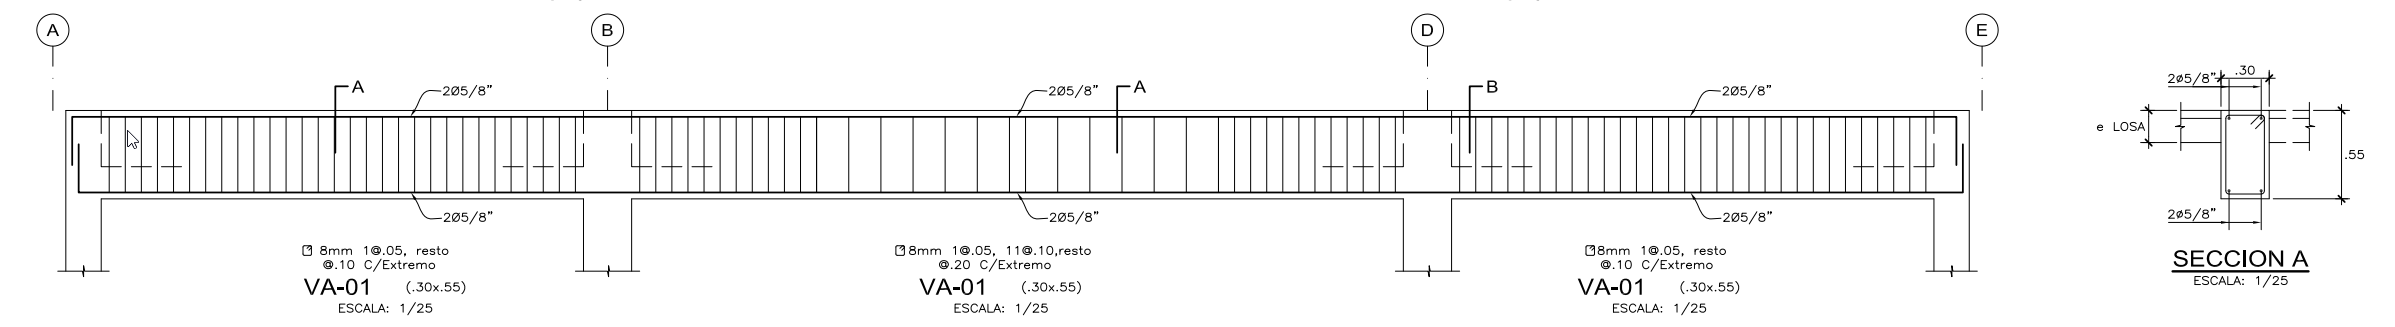 A
B
D
E
A
2Ø5/8"
2Ø5/8"
A
B
2Ø5/8"
2Ø5/8"
2Ø5/8"
2Ø5/8"
8mm 1@.05, resto
@.10 C/Extremo
VA-01 (.30x.55)
ESCALA: 1/25
8mm 1@.05, 11@.10,resto
@.20 C/Extremo
VA-01 (.30x.55)
ESCALA: 1/25
8mm 1@.05, resto
@.10 C/Extremo
VA-01 (.30x.55)
ESCALA: 1/25
2ø5/8"
.30
e LOSA
.55
2ø5/8"
SECCION A
ESCALA: 1/25